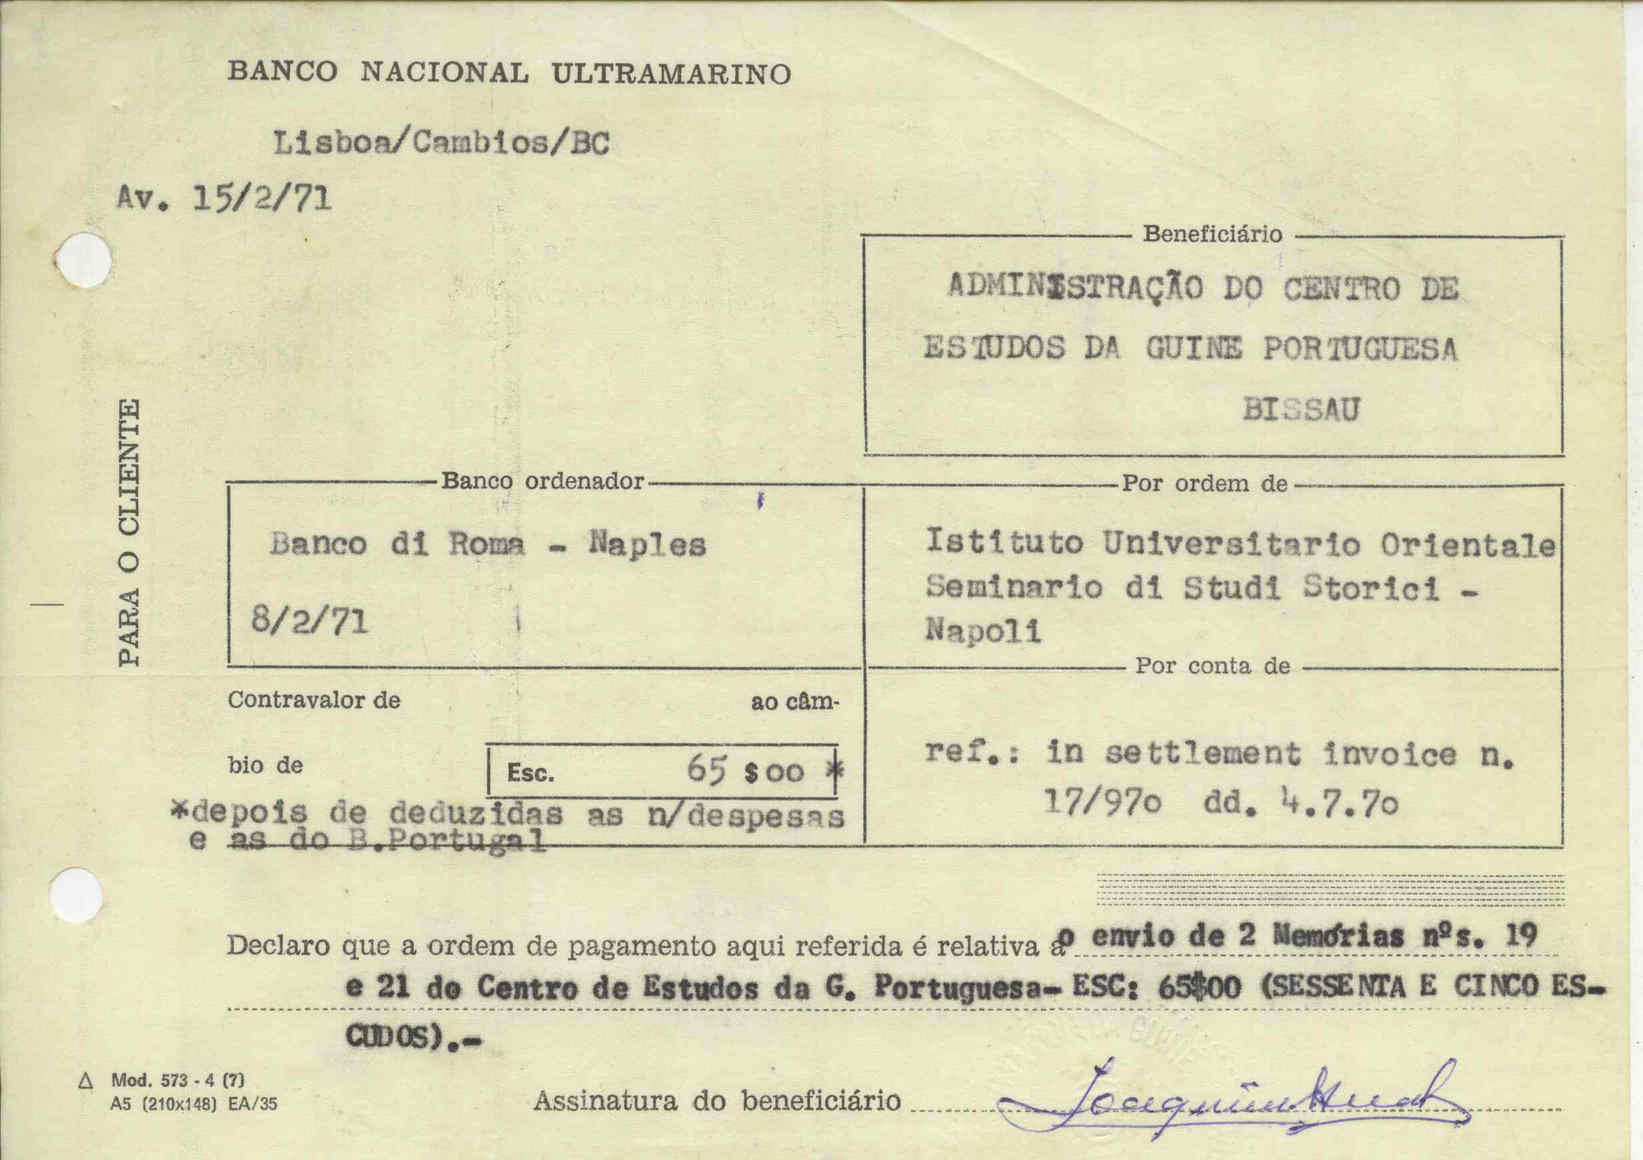 BANCO NACIONAL ULTRAMARINO
Lisboa/Cambios/BC
Av. 15/2/71
Beneficiário
ADMINISTRAÇÃO DO CENTRO DE
ESTUDOS DA GUINE PORTUGUESA
BISSAU
PARA O CLIENTE
Banco ordenador
Banco di Roma - Naples
8/2/71
Por ordem de
Istituto Universitario Orientale
Seminario di Studi Storici -
Napoli
Contravalor de ao câm-
bio de Esc. 65 $00 *
*depois de deduzidas as n/despesas
e as do B.Portugal
Por conta de
ref.: in settlement invoice n.
17/970 dd. 4.7.70
Declaro que a ordem de pagamento aqui referida é relativa ao envio de 2 Memórias nºs. 19
e 21 do Centro de Estudos da G. Portuguesa- ESC: 65$00 (SESSENTA E CINCO ES-
CUDOS).-
Δ Mod. 573 - 4 (7)
A5 (210x148) EA/35
Assinatura do beneficiário